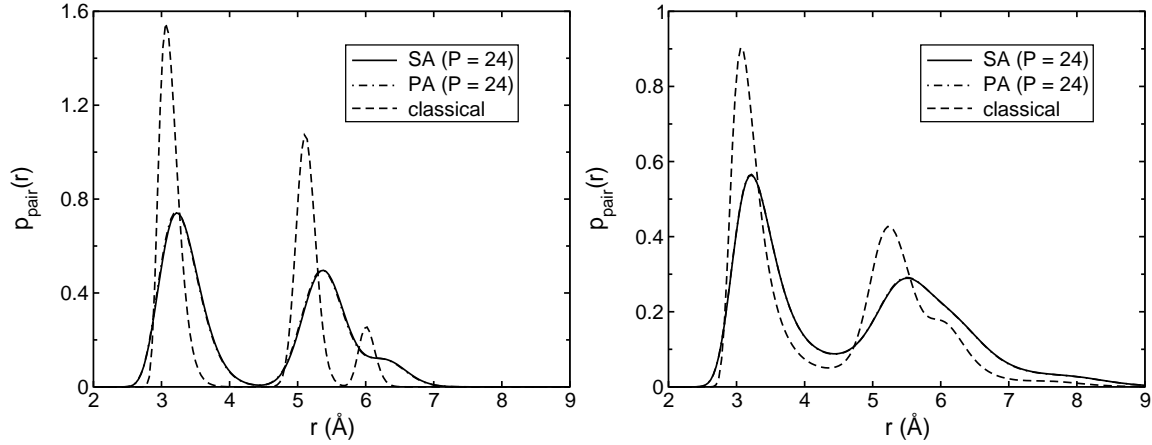 1.6
1.2
0.8
0.4
0
p_pair(r)
SA (P = 24)
PA (P = 24)
classical
2 3 4 5 6 7 8 9
r (Å)
1
0.8
0.6
0.4
0.2
0
p_pair(r)
SA (P = 24)
PA (P = 24)
classical
2 3 4 5 6 7 8 9
r (Å)